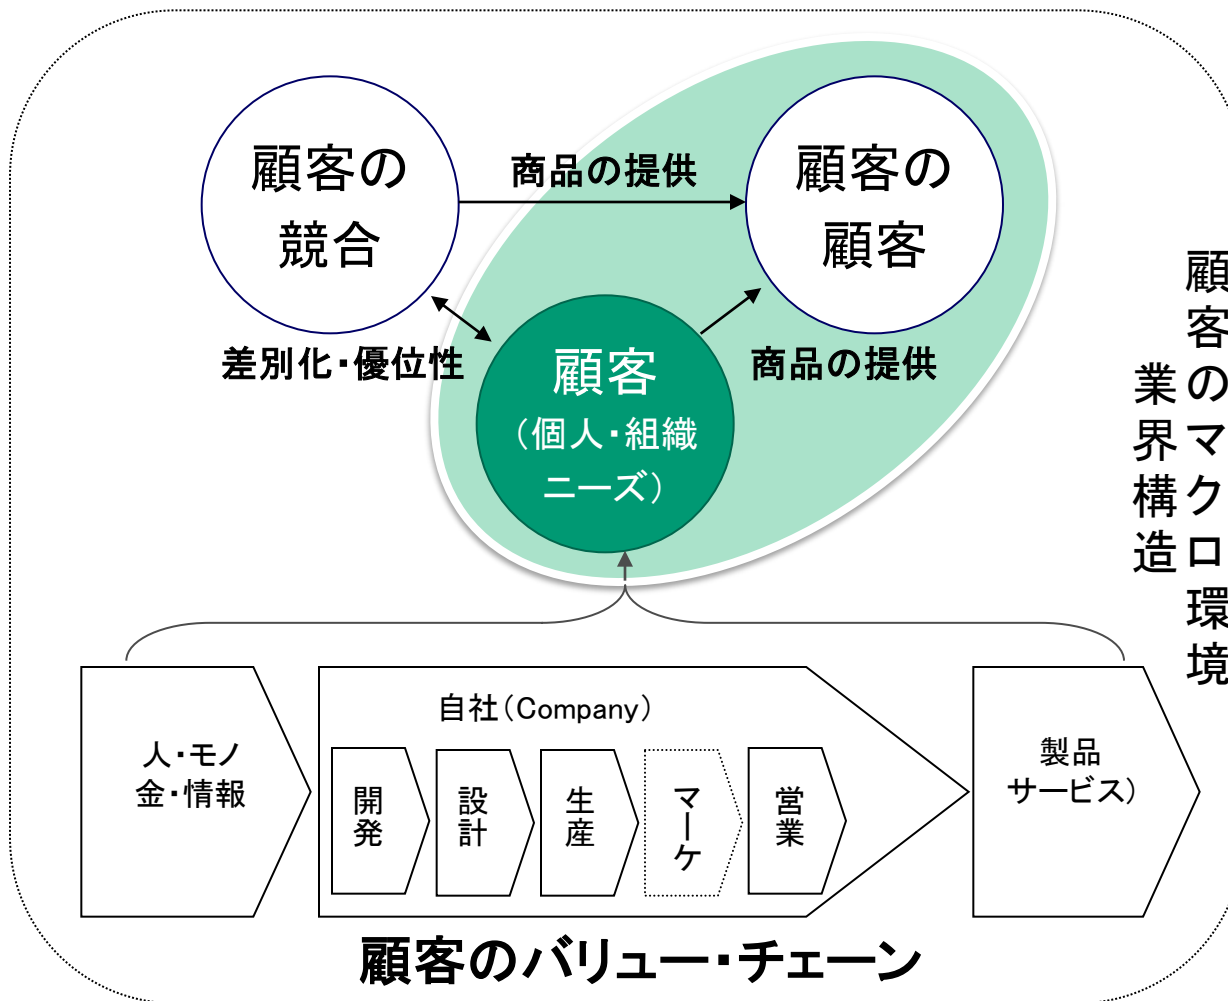 顧客の
競合
商品の提供
顧客の
顧客
差別化・優位性
顧客
（個人・組織
ニーズ）
商品の提供
顧客のマクロ環境
業界構造
人・モノ
金・情報
自社（Company）
開発
設計
生産
マーケ
営業
製品
サービス）
顧客のバリュー・チェーン